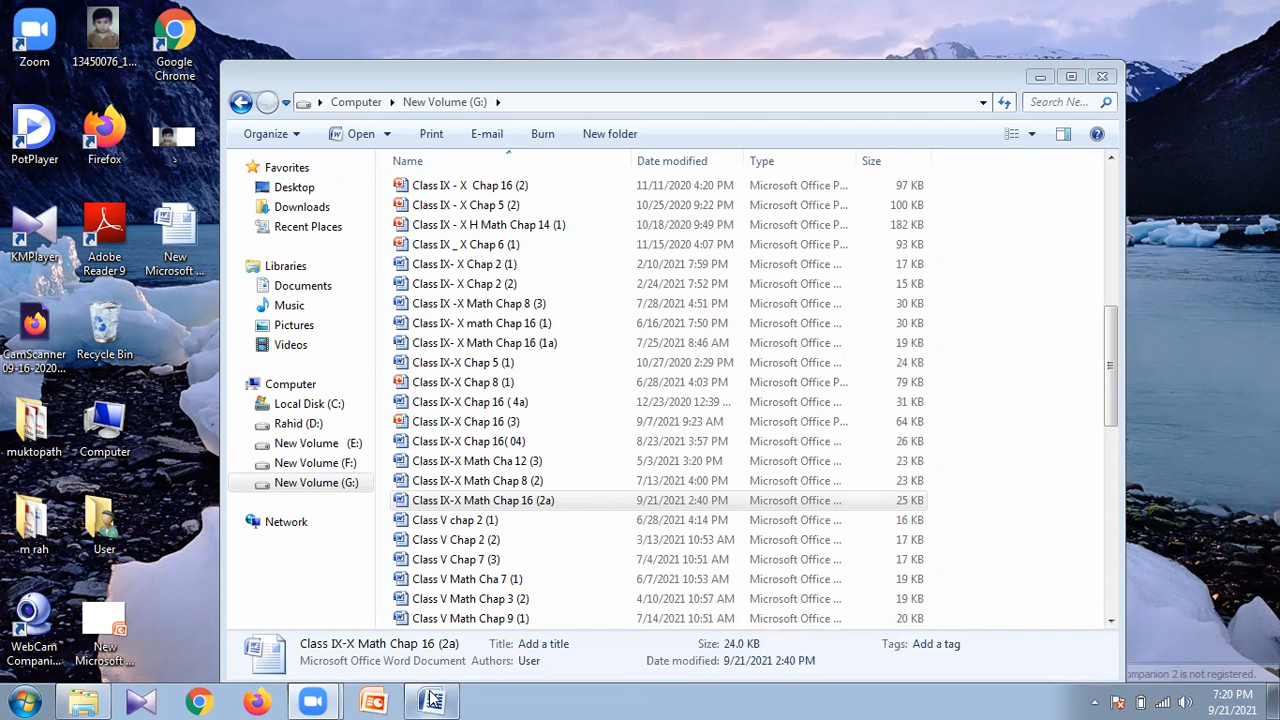 Zoom
13450076_1...
Google
Chrome
PotPlayer
Firefox
KMPlayer
Adobe
Reader 9
New
Microsoft ...
CamScanner
09-16-2020...
Recycle Bin
muktopath
Computer
m rah
User
WebCam
Compani...
New
Microsoft ...
Computer
New Volume (G:)
Search Ne...
Organize
Open
Print
E-mail
Burn
New folder
Favorites
Desktop
Downloads
Recent Places
Libraries
Documents
Music
Pictures
Videos
Computer
Local Disk (C:)
Rahid (D:)
New Volume (E:)
New Volume (F:)
New Volume (G:)
Network
Name Date modified Type Size
Class IX - X Chap 16 (2) 11/11/2020 4:20 PM Microsoft Office P... 97 KB
Class IX - X Chap 5 (2) 10/25/2020 9:22 PM Microsoft Office P... 100 KB
Class IX - X H Math Chap 14 (1) 10/18/2020 9:49 PM Microsoft Office P... 82 KB
Class IX _ X Chap 6 (1) 11/15/2020 4:07 PM Microsoft Office P... 93 KB
Class IX- X Chap 2 (1) 2/10/2021 7:59 PM Microsoft Office ... 17 KB
Class IX- X Chap 2 (2) 2/24/2021 7:52 PM Microsoft Office ... 15 KB
Class IX -X Math Chap 8 (3) 7/28/2021 4:51 PM Microsoft Office ... 30 KB
Class IX- X math Chap 16 (1) 6/16/2021 7:50 PM Microsoft Office ... 30 KB
Class IX -X Math Chap 16 (1a) 7/25/2021 8:46 AM Microsoft Office ... 19 KB
Class IX-X Chap 5 (1) 10/27/2020 2:29 PM Microsoft Office ... 24 KB
Class IX-X Chap 8 (1) 6/28/2021 4:03 PM Microsoft Office P... 79 KB
Class IX-X Chap 16 ( 4a) 12/23/2020 12:39 ... Microsoft Office ... 31 KB
Class IX-X Chap 16 (3) 9/7/2021 9:23 AM Microsoft Office P... 64 KB
Class IX-X Chap 16( 04) 8/23/2021 3:57 PM Microsoft Office ... 26 KB
Class IX-X Math Cha 12 (3) 5/3/2021 3:20 PM Microsoft Office ... 23 KB
Class IX-X Math Chap 8 (2) 7/13/2021 4:00 PM Microsoft Office ... 23 KB
Class IX-X Math Chap 16 (2a) 9/21/2021 2:40 PM Microsoft Office ... 25 KB
Class V chap 2 (1) 6/28/2021 4:14 PM Microsoft Office ... 16 KB
Class V Chap 2 (2) 3/13/2021 10:53 AM Microsoft Office ... 17 KB
Class V Chap 7 (3) 7/4/2021 10:51 AM Microsoft Office ... 17 KB
Class V Math Cha 7 (1) 6/7/2021 10:53 AM Microsoft Office ... 19 KB
Class V Math Chap 3 (2) 4/10/2021 10:57 AM Microsoft Office ... 19 KB
Class V Math Chap 9 (1) 7/14/2021 10:51 AM Microsoft Office ... 20 KB
Class IX-X Math Chap 16 (2a) Title: Add a title Size: 24.0 KB Tags: Add a tag
Microsoft Office Word Document Authors: User Date modified: 9/21/2021 2:40 PM
ompanion 2 is not registered.
7:20 PM
9/21/2021